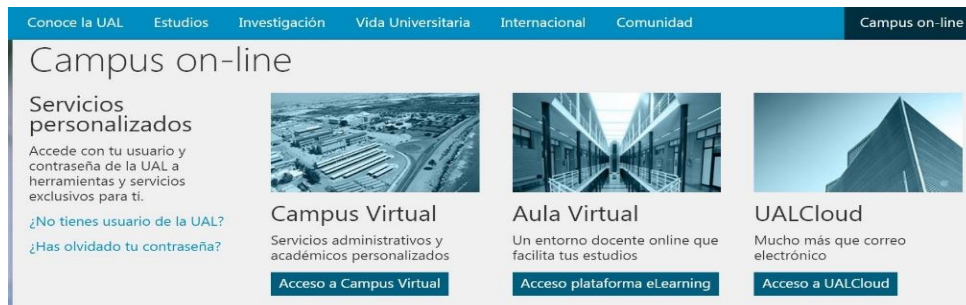 Conoce la UAL Estudios Investigación Vida Universitaria Internacional Comunidad Campus on-line
Campus on-line
Servicios
personalizados
Accede con tu usuario y
contraseña de la UAL a
herramientas y servicios
exclusivos para ti.
¿No tienes usuario de la UAL?
¿Has olvidado tu contraseña?
Campus Virtual
Servicios administrativos y
académicos personalizados
Acceso a Campus Virtual
Aula Virtual
Un entorno docente online que
facilita tus estudios
Acceso plataforma eLearning
UALCloud
Mucho más que correo
electrónico
Acceso a UALCloud